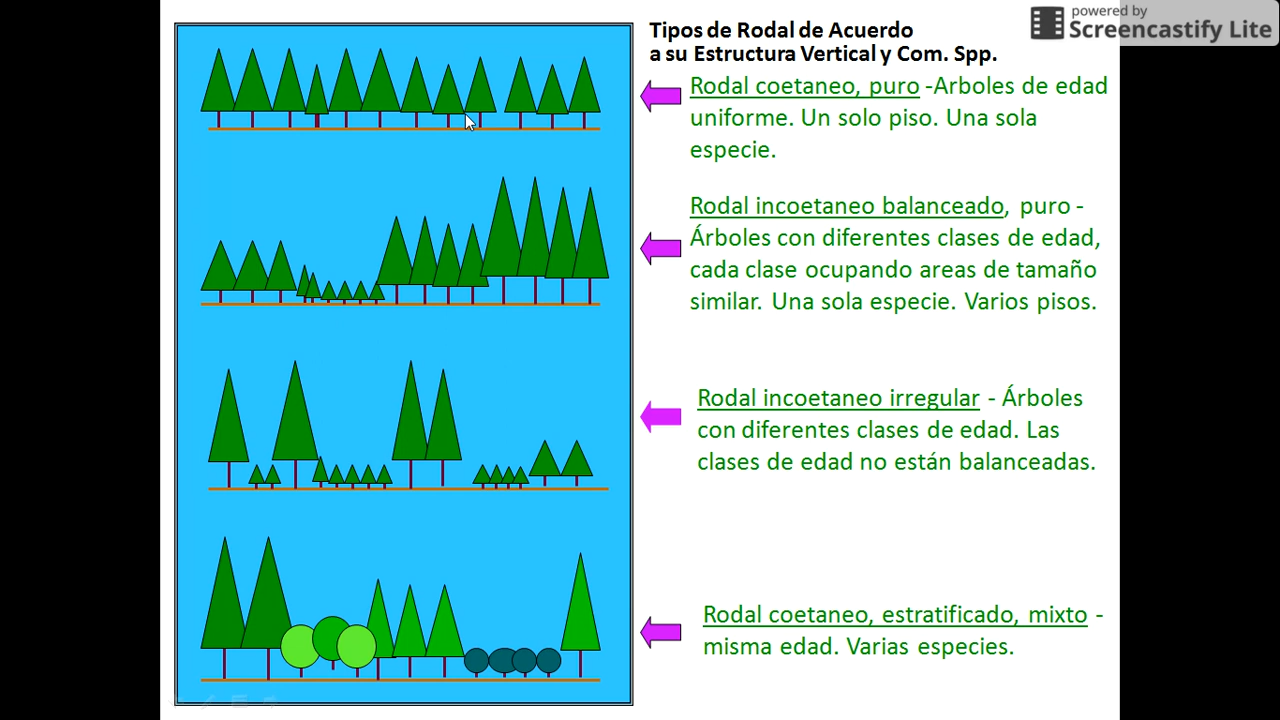 powered by
Screencastify Lite
Tipos de Rodal de Acuerdo
a su Estructura Vertical y Com. Spp.
Rodal coetaneo, puro -Arboles de edad
uniforme. Un solo piso. Una sola
especie.
Rodal incoetaneo balanceado, puro -
Árboles con diferentes clases de edad,
cada clase ocupando areas de tamaño
similar. Una sola especie. Varios pisos.
Rodal incoetaneo irregular - Árboles
con diferentes clases de edad. Las
clases de edad no están balanceadas.
Rodal coetaneo, estratificado, mixto -
misma edad. Varias especies.